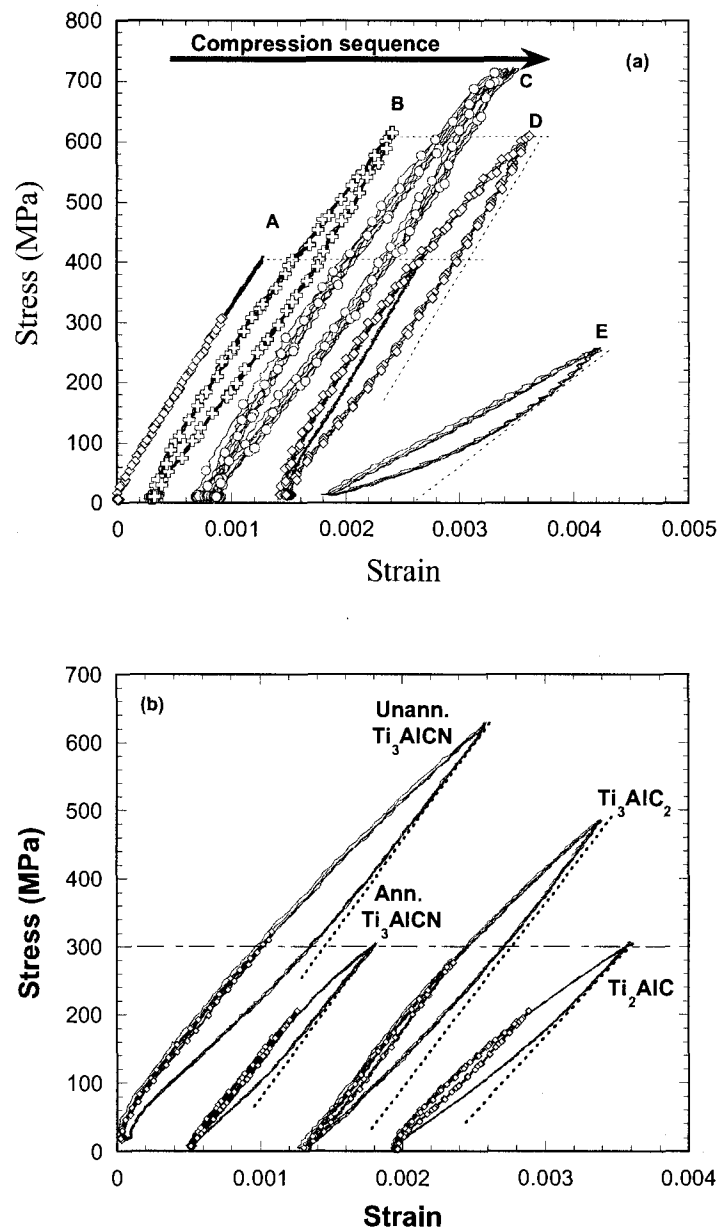 800
Compression sequence
(a)
700
C
B
D
600
500
A
400
300
E
200
100
0
Stress (MPa)
0
0.001
0.002
0.003
0.004
0.005
Strain
700
(b)
Unann.
Ti3AlCN
600
Ti3AlC2
500
400
Ann.
Ti3AlCN
300
Ti2AlC
200
100
0
Stress (MPa)
0
0.001
0.002
0.003
0.004
Strain